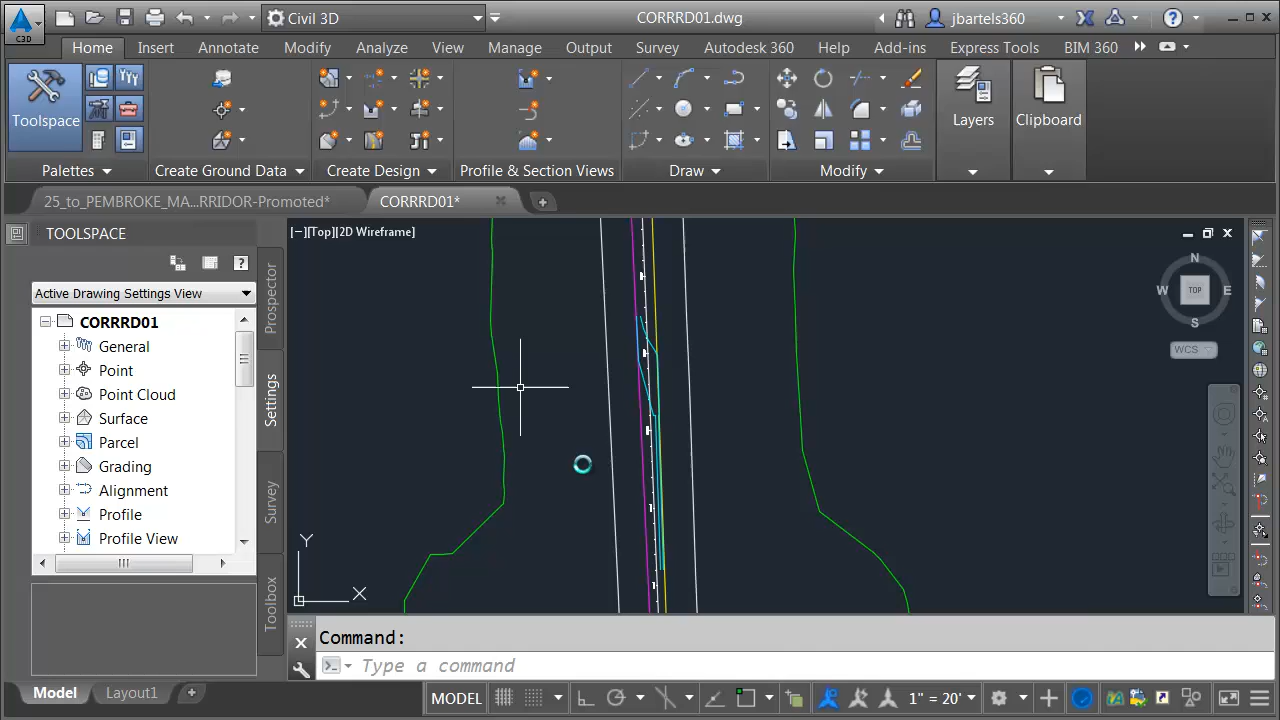 C3D
Civil 3D
CORRRD01.dwg
jbartels360
Home
Insert
Annotate
Modify
Analyze
View
Manage
Output
Survey
Autodesk 360
Help
Add-ins
Express Tools
BIM 360
Toolspace
Layers
Clipboard
Palettes
Create Ground Data
Create Design
Profile & Section Views
Draw
Modify
25_to_PEMBROKE_MA...RRIDOR-Promoted*
CORRRD01*
TOOLSPACE
[−][Top][2D Wireframe]
Active Drawing Settings View
CORRRD01
General
Point
Point Cloud
Surface
Parcel
Grading
Alignment
Profile
Profile View
Prospector
Settings
Survey
Toolbox
N
W
TOP
E
S
WCS
Y
X
Command:
Type a command
Model
Layout1
MODEL
1" = 20'